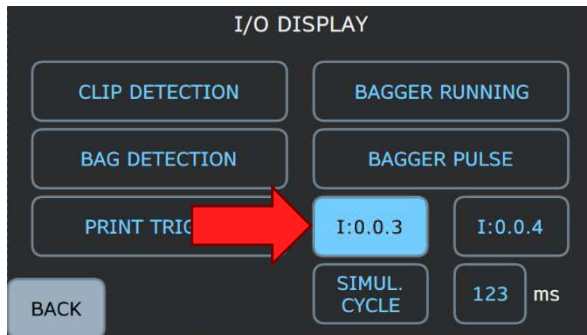 I/O DISPLAY
CLIP DETECTION
BAGGER RUNNING
BAG DETECTION
BAGGER PULSE
PRINT
I:0.0.3
I:0.0.4
SIMUL.
CYCLE
123 ms
BACK